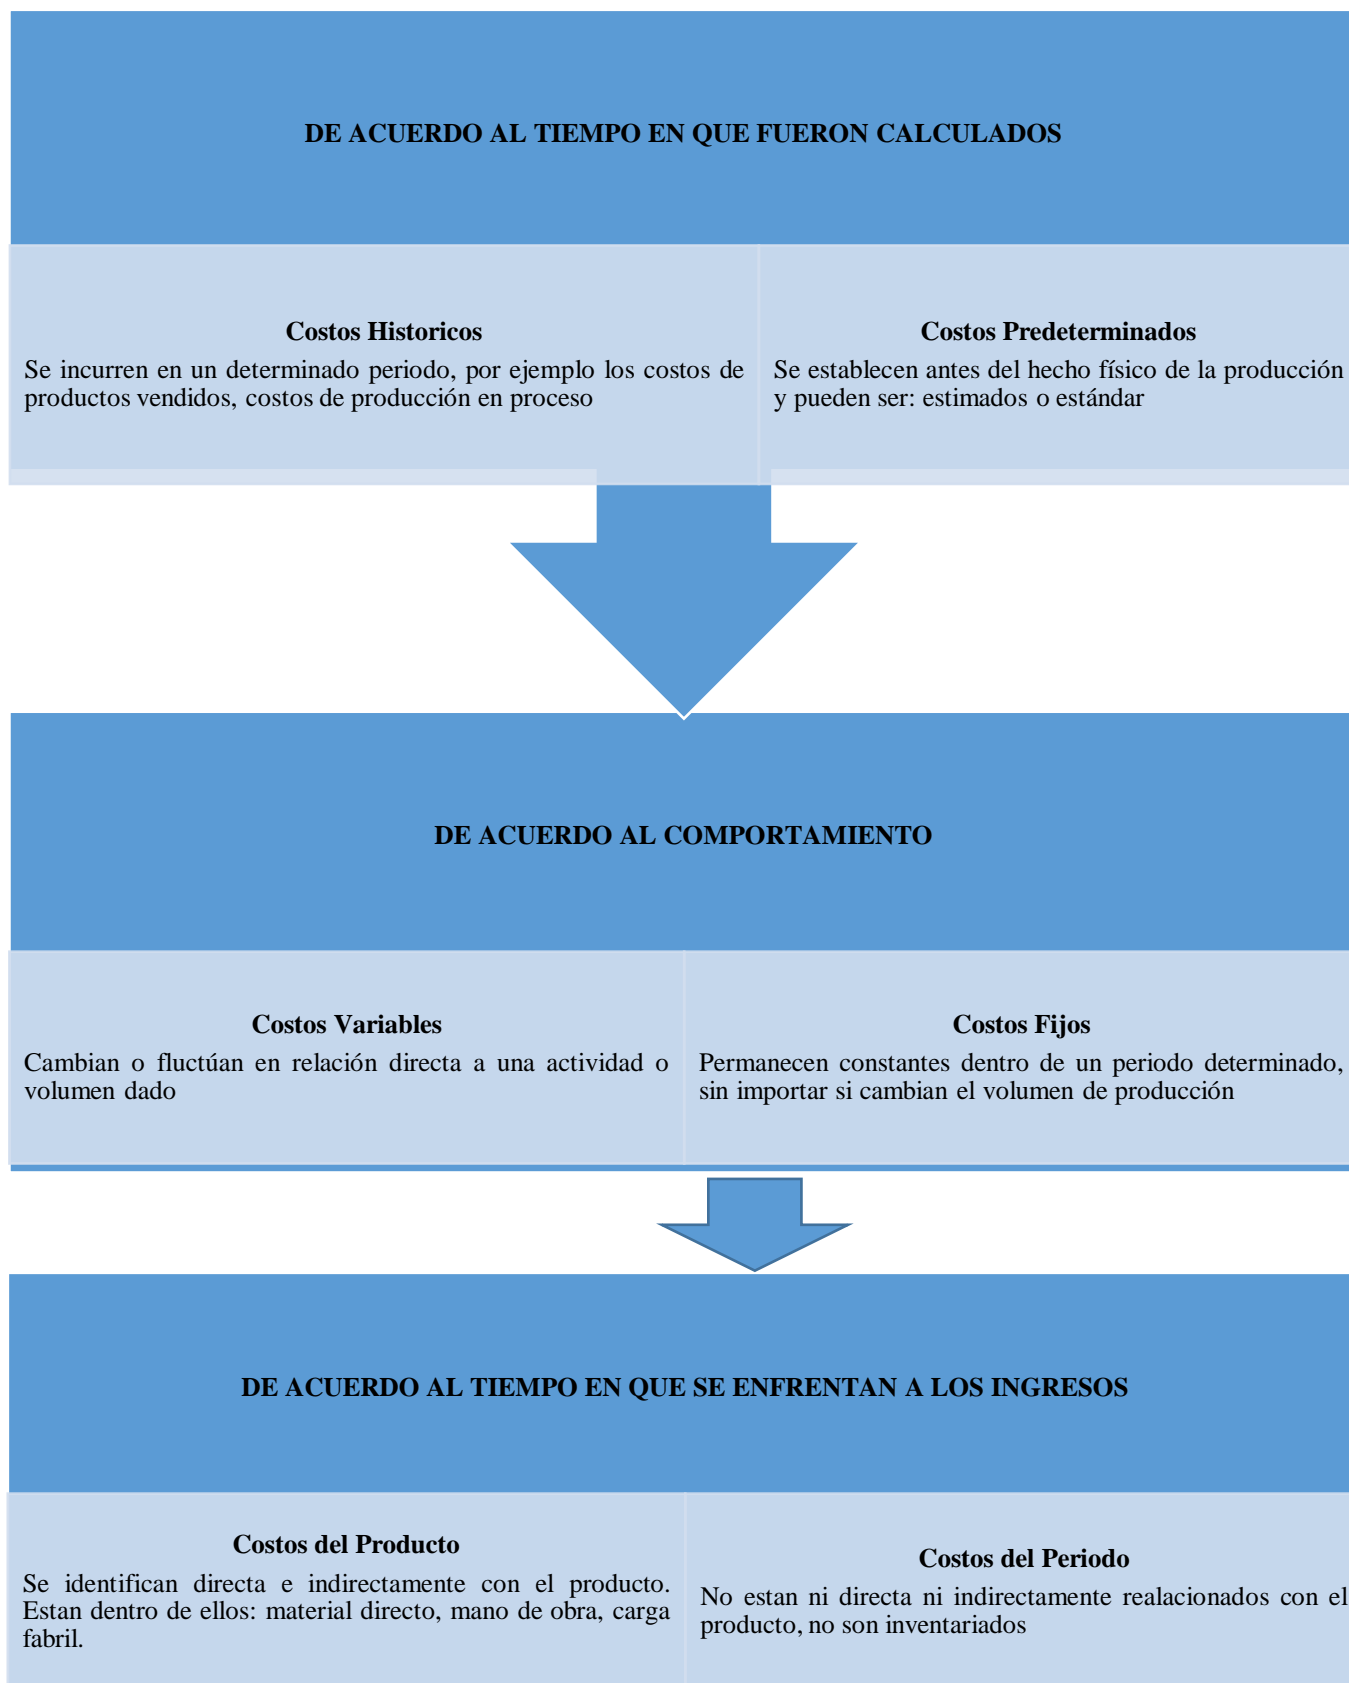 DE ACUERDO AL TIEMPO EN QUE FUERON CALCULADOS
Costos Historicos
Se incurren en un determinado periodo, por ejemplo los costos de
productos vendidos, costos de producción en proceso
Costos Predeterminados
Se establecen antes del hecho físico de la producción
y pueden ser: estimados o estándar
DE ACUERDO AL COMPORTAMIENTO
Costos Variables
Cambian o fluctúan en relación directa a una actividad o
volumen dado
Costos Fijos
Permanecen constantes dentro de un periodo determinado,
sin importar si cambian el volumen de producción
DE ACUERDO AL TIEMPO EN QUE SE ENFRENTAN A LOS INGRESOS
Costos del Producto
Se identifican directa e indirectamente con el producto.
Estan dentro de ellos: material directo, mano de obra, carga
fabril.
Costos del Periodo
No estan ni directa ni indirectamente realacionados con el
producto, no son inventariados